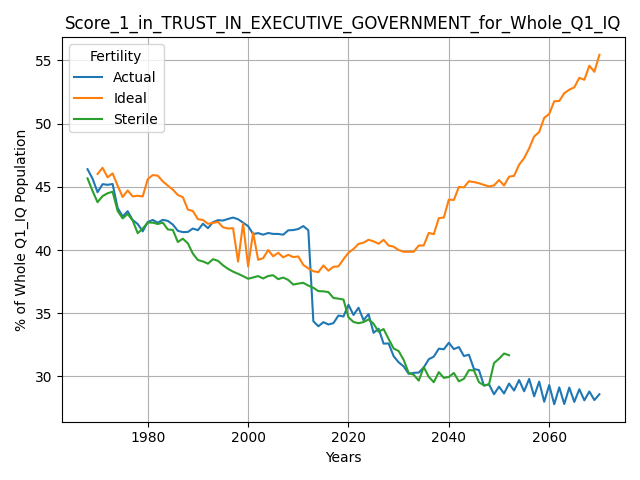 Score_1_in_TRUST_IN_EXECUTIVE_GOVERNMENT_for_Whole_Q1_IQ
Fertility
Actual
Ideal
Sterile
% of Whole Q1_IQ Population
55
50
45
40
35
30
1980
2000
2020
2040
2060
Years